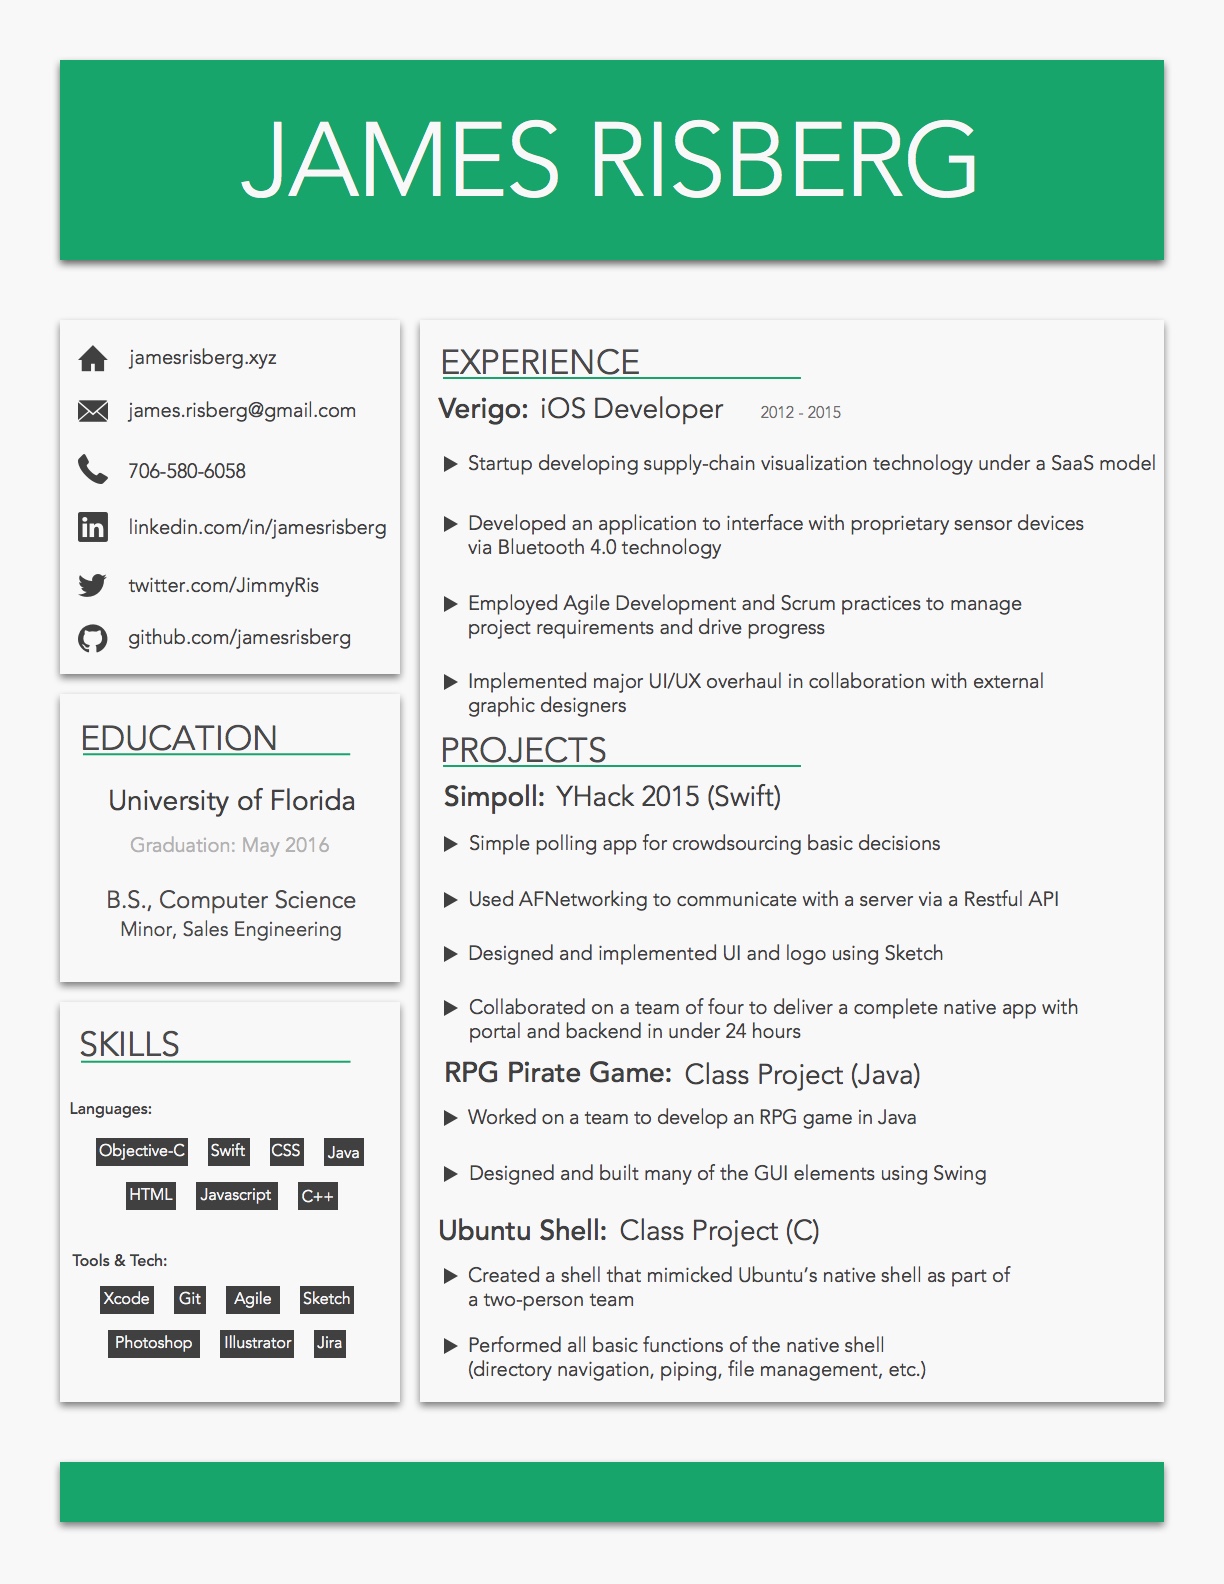 JAMES RISBERG
jamesrisberg.xyz
james.risberg@gmail.com
706-580-6058
linkedin.com/in/jamesrisberg
twitter.com/JimmyRis
github.com/jamesrisberg
EDUCATION
University of Florida
Graduation: May 2016
B.S., Computer Science
Minor, Sales Engineering
SKILLS
Languages:
Objective-C Swift CSS Java
HTML Javascript C++
Tools & Tech:
Xcode Git Agile Sketch
Photoshop Illustrator Jira
EXPERIENCE
Verigo: iOS Developer 2012 - 2015
Startup developing supply-chain visualization technology under a SaaS model
Developed an application to interface with proprietary sensor devices
via Bluetooth 4.0 technology
Employed Agile Development and Scrum practices to manage
project requirements and drive progress
Implemented major UI/UX overhaul in collaboration with external
graphic designers
PROJECTS
Simpoll: YHack 2015 (Swift)
Simple polling app for crowdsourcing basic decisions
Used AFNetworking to communicate with a server via a Restful API
Designed and implemented UI and logo using Sketch
Collaborated on a team of four to deliver a complete native app with
portal and backend in under 24 hours
RPG Pirate Game: Class Project (Java)
Worked on a team to develop an RPG game in Java
Designed and built many of the GUI elements using Swing
Ubuntu Shell: Class Project (C)
Created a shell that mimicked Ubuntu's native shell as part of
a two-person team
Performed all basic functions of the native shell
(directory navigation, piping, file management, etc.)